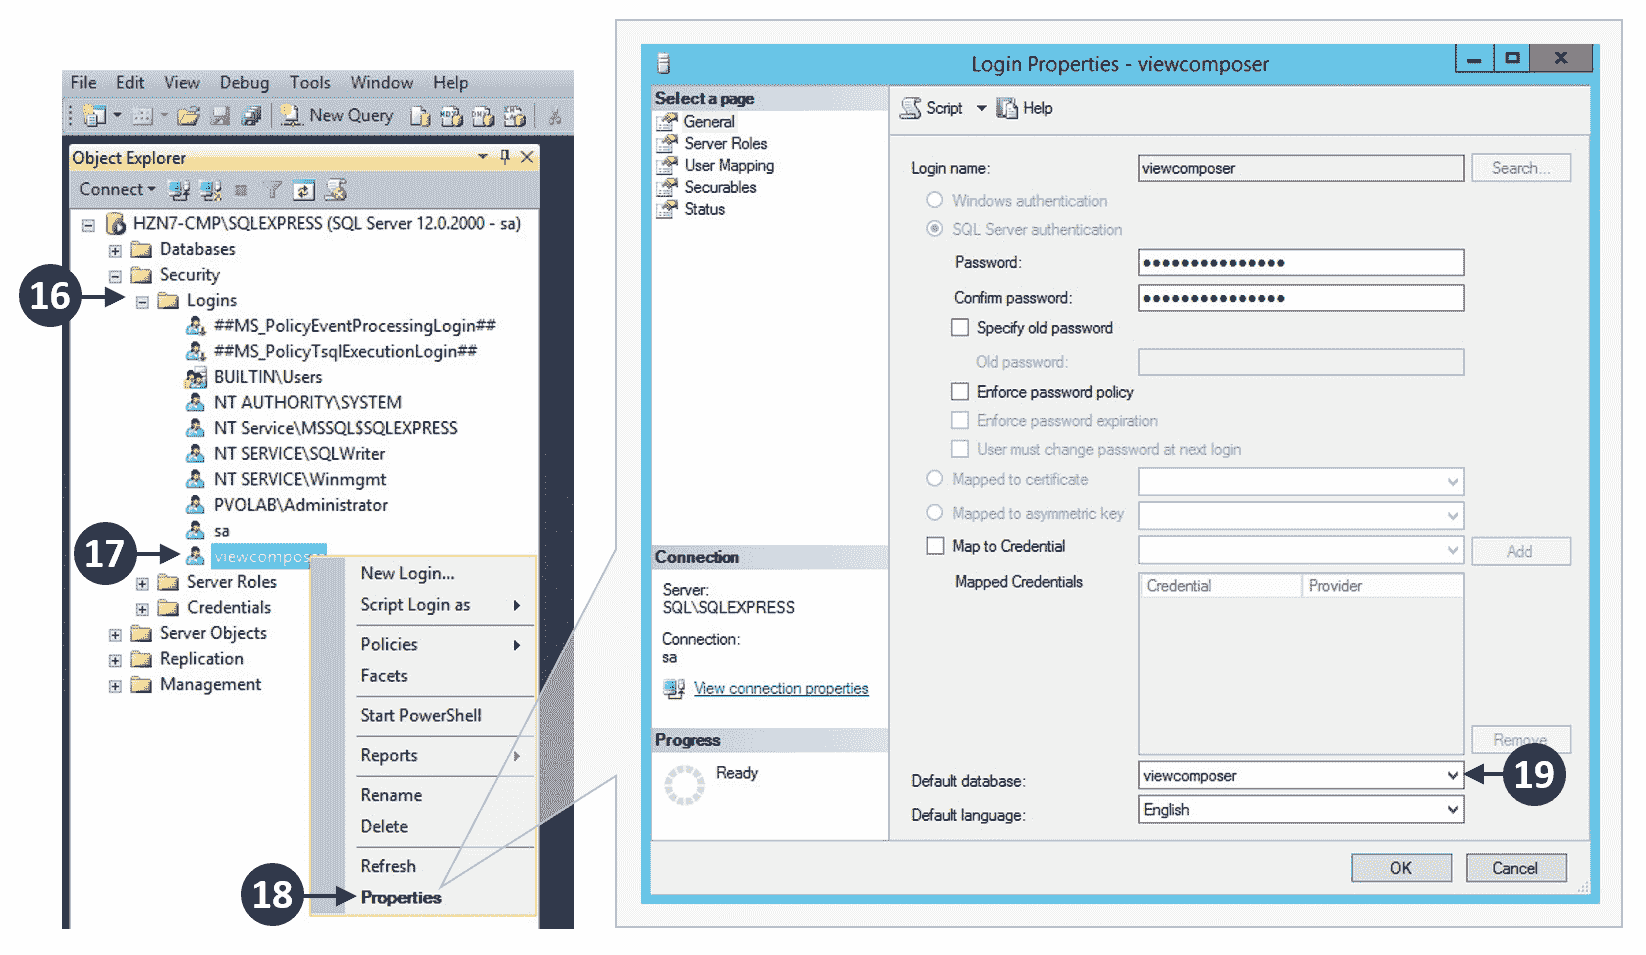 File Edit View Debug Tools Window Help
New Query
Object Explorer
Connect
HZN7-CMP\SQLEXPRESS (SQL Server 12.0.2000 - sa)
Databases
Security
16
Logins
##MS_PolicyEventProcessingLogin##
##MS_PolicyTsqlExecutionLogin##
BUILTIN\Users
NT AUTHORITY\SYSTEM
NT Service\MSSQL$SQLEXPRESS
NT SERVICE\SQLWriter
NT SERVICE\Winmgmt
PVOLAB\Administrator
sa
17
viewcomposer
Server Roles
Credentials
Server Objects
Replication
Management
New Login...
Script Login as
Policies
Facets
Start PowerShell
Reports
Rename
Delete
Refresh
18
Properties
Login Properties - viewcomposer
Select a page
General
Server Roles
User Mapping
Securables
Status
Connection
Server:
SQL\SQLEXPRESS
Connection:
sa
View connection properties
Progress
Ready
Script Help
Login name: viewcomposer Search...
Windows authentication
SQL Server authentication
Password: ●●●●●●●●●●●●●●●
Confirm password: ●●●●●●●●●●●●●●●
Specify old password
Old password:
Enforce password policy
Enforce password expiration
User must change password at next login
Mapped to certificate
Mapped to asymmetric key
Map to Credential Add
Mapped Credentials Credential Provider
Remove
Default database: viewcomposer 19
Default language: English
OK Cancel